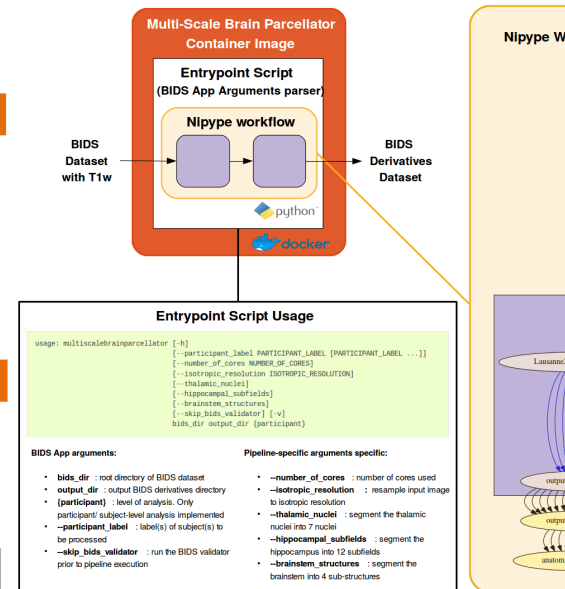 Multi-Scale Brain Parcellator
Container Image
Entrypoint Script
(BIDS App Arguments parser)
Nipype workflow
BIDS
Dataset
with T1w
BIDS
Derivatives
Dataset
python
docker
Entrypoint Script Usage
usage: multiscalebrainparcellator [-h]
[--participant_label PARTICIPANT_LABEL [PARTICIPANT_LABEL ...]]
[--number_of_cores NUMBER_OF_CORES]
[--isotropic_resolution ISOTROPIC_RESOLUTION]
[--thalamic_nuclei]
[--hippocampal_subfields]
[--brainstem_structures]
[--skip_bids_validator] [-v]
bids_dir output_dir {participant}
BIDS App arguments:
• bids_dir : root directory of BIDS dataset
• output_dir : output BIDS derivatives directory
• {participant} : level of analysis. Only
participant/ subject-level analysis implemented
• --participant_label : label(s) of subject(s) to
be processed
• --skip_bids_validator : run the BIDS validator
prior to pipeline execution
Pipeline-specific arguments specific:
• --number_of_cores : number of cores used
• --isotropic_resolution : resample input image
to isotropic resolution
• --thalamic_nuclei : segment the thalamic
nuclei into 7 nuclei
• --hippocampal_subfields : segment the
hippocampus into 12 subfields
• --brainstem_structures : segment the
brainstem into 4 sub-structures
Nipype W
Lausanne
output
output
anatom